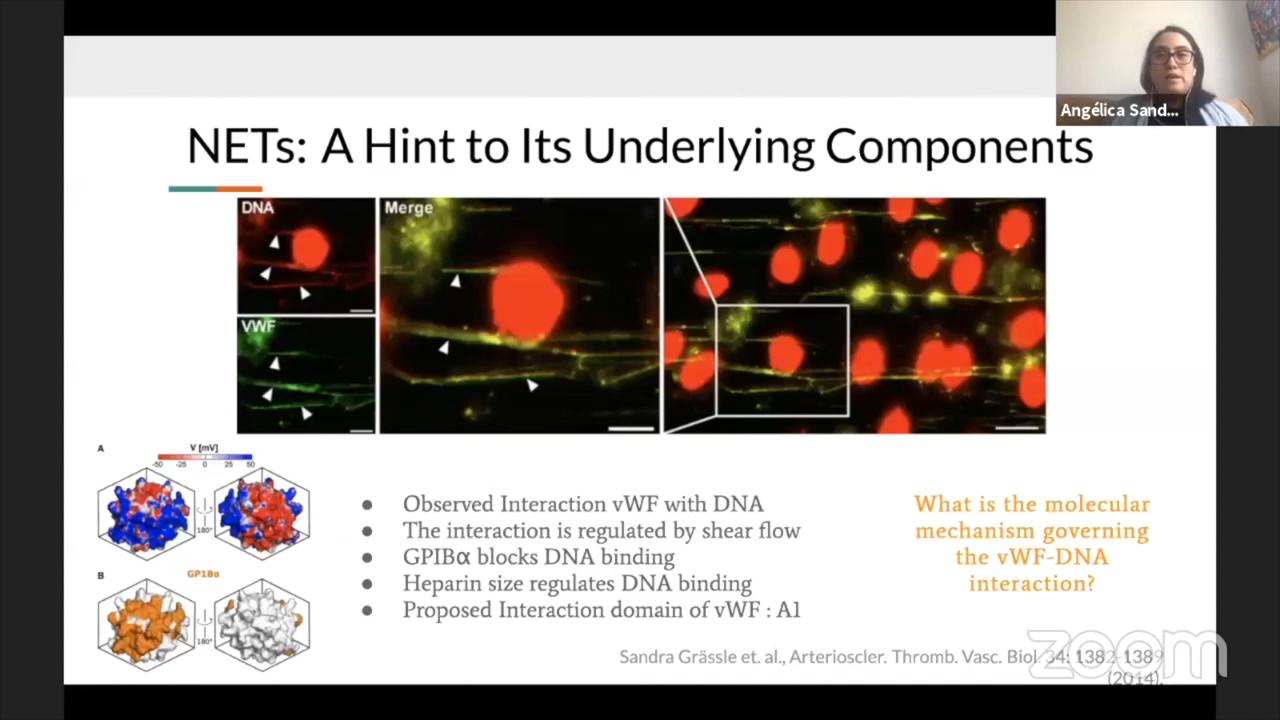 Angélica Sand...
NETs: A Hint to Its Underlying Components
DNA
Merge
VWF
A
V [mV]
-50 -25 0 25 50
180°
B
GP1Bα
180°
● Observed Interaction vWF with DNA
● The interaction is regulated by shear flow
● GPIBα blocks DNA binding
● Heparin size regulates DNA binding
● Proposed Interaction domain of vWF : A1
What is the molecular
mechanism governing
the vWF-DNA
interaction?
Sandra Grässle et. al., Arterioscler. Thromb. Vasc. Biol. 34: 1382-1389
(2014).
zoom